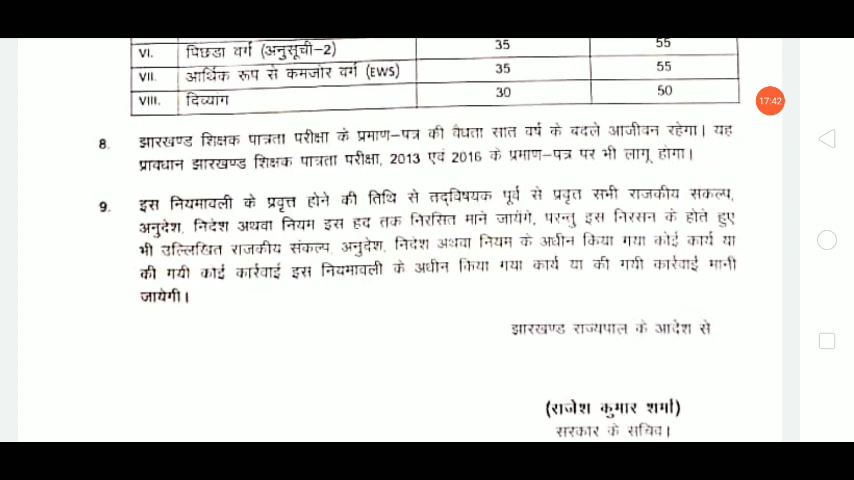 VI. पिछडा वर्ग (अनुसूची-2) 35 55
VII. आर्थिक रूप से कमजोर वर्ग (EWS) 35 55
VIII. दिव्यांग 30 50
17:42
8. झारखण्ड शिक्षक पात्रता परीक्षा के प्रमाण-पत्र की वैधता सात वर्ष के बदले आजीवन रहेगा। यह
प्रावधान झारखण्ड शिक्षक पात्रता परीक्षा, 2013 एवं 2016 के प्रमाण-पत्र पर भी लागू होगा।
9. इस नियमावली के प्रवृत्त होने की तिथि से तद्विषयक पूर्व से प्रवृत सभी राजकीय संकल्प,
अनुदेश, निदेश अथवा नियम इस हद तक निरसित माने जायेंगे, परन्तु इस निरसन के होते हुए
भी उल्लिखित राजकीय संकल्प, अनुदेश, निदेश अथवा नियम के अधीन किया गया कोई कार्य या
की गयी कोई कार्रवाई इस नियमावली के अधीन किया गया कार्य या की गयी कार्रवाई मानी
जायेगी।
झारखण्ड राज्यपाल के आदेश से
(राजेश कुमार शर्मा)
सरकार के सचिव।